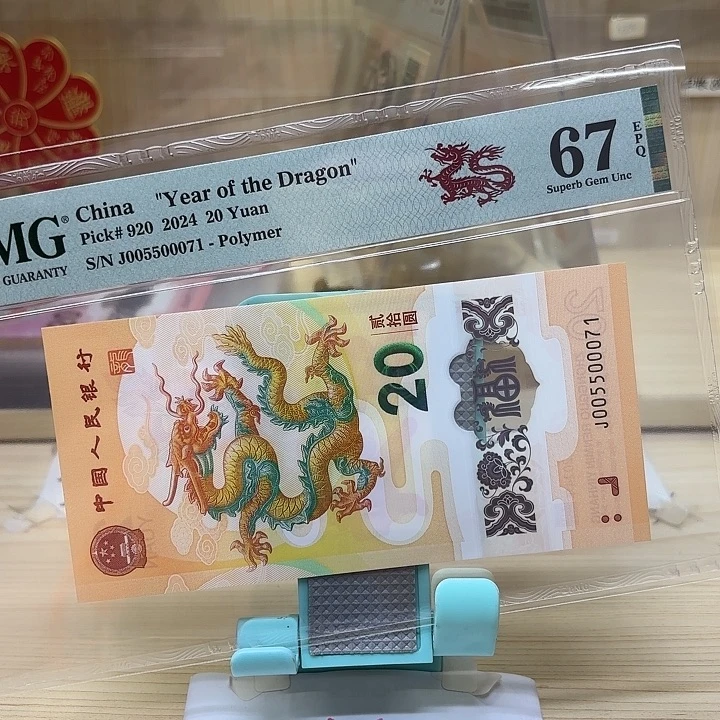 MG®
GUARANTY
China "Year of the Dragon"
Pick# 920 2024 20 Yuan
S/N J005500071 - Polymer
67
EPQ
Superb Gem Unc
中国人民银行
贰拾圆
20
J005500071